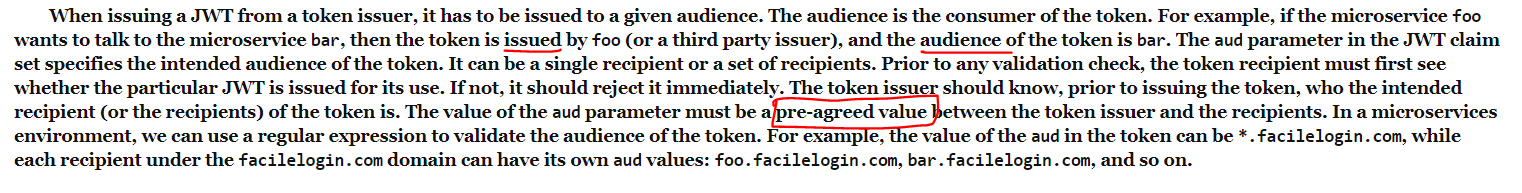 When issuing a JWT from a token issuer, it has to be issued to a given audience. The audience is the consumer of the token. For example, if the microservice foo
wants to talk to the microservice bar, then the token is issued by foo (or a third party issuer), and the audience of the token is bar. The aud parameter in the JWT claim
set specifies the intended audience of the token. It can be a single recipient or a set of recipients. Prior to any validation check, the token recipient must first see
whether the particular JWT is issued for its use. If not, it should reject it immediately. The token issuer should know, prior to issuing the token, who the intended
recipient (or the recipients) of the token is. The value of the aud parameter must be a pre-agreed value between the token issuer and the recipients. In a microservices
environment, we can use a regular expression to validate the audience of the token. For example, the value of the aud in the token can be *.facilelogin.com, while
each recipient under the facilelogin.com domain can have its own aud values: foo.facilelogin.com, bar.facilelogin.com, and so on.